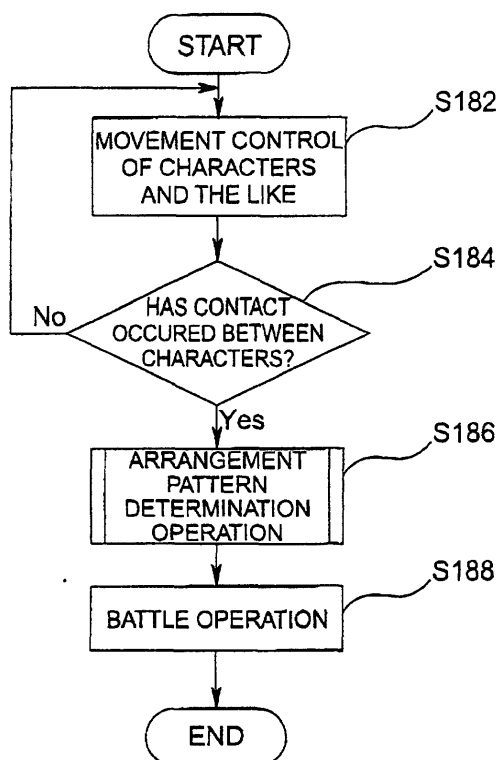 START
S182
MOVEMENT CONTROL
OF CHARACTERS
AND THE LIKE
S184
HAS CONTACT
OCCURED BETWEEN
CHARACTERS?
No
Yes
S186
ARRANGEMENT
PATTERN
DETERMINATION
OPERATION
S188
BATTLE OPERATION
END